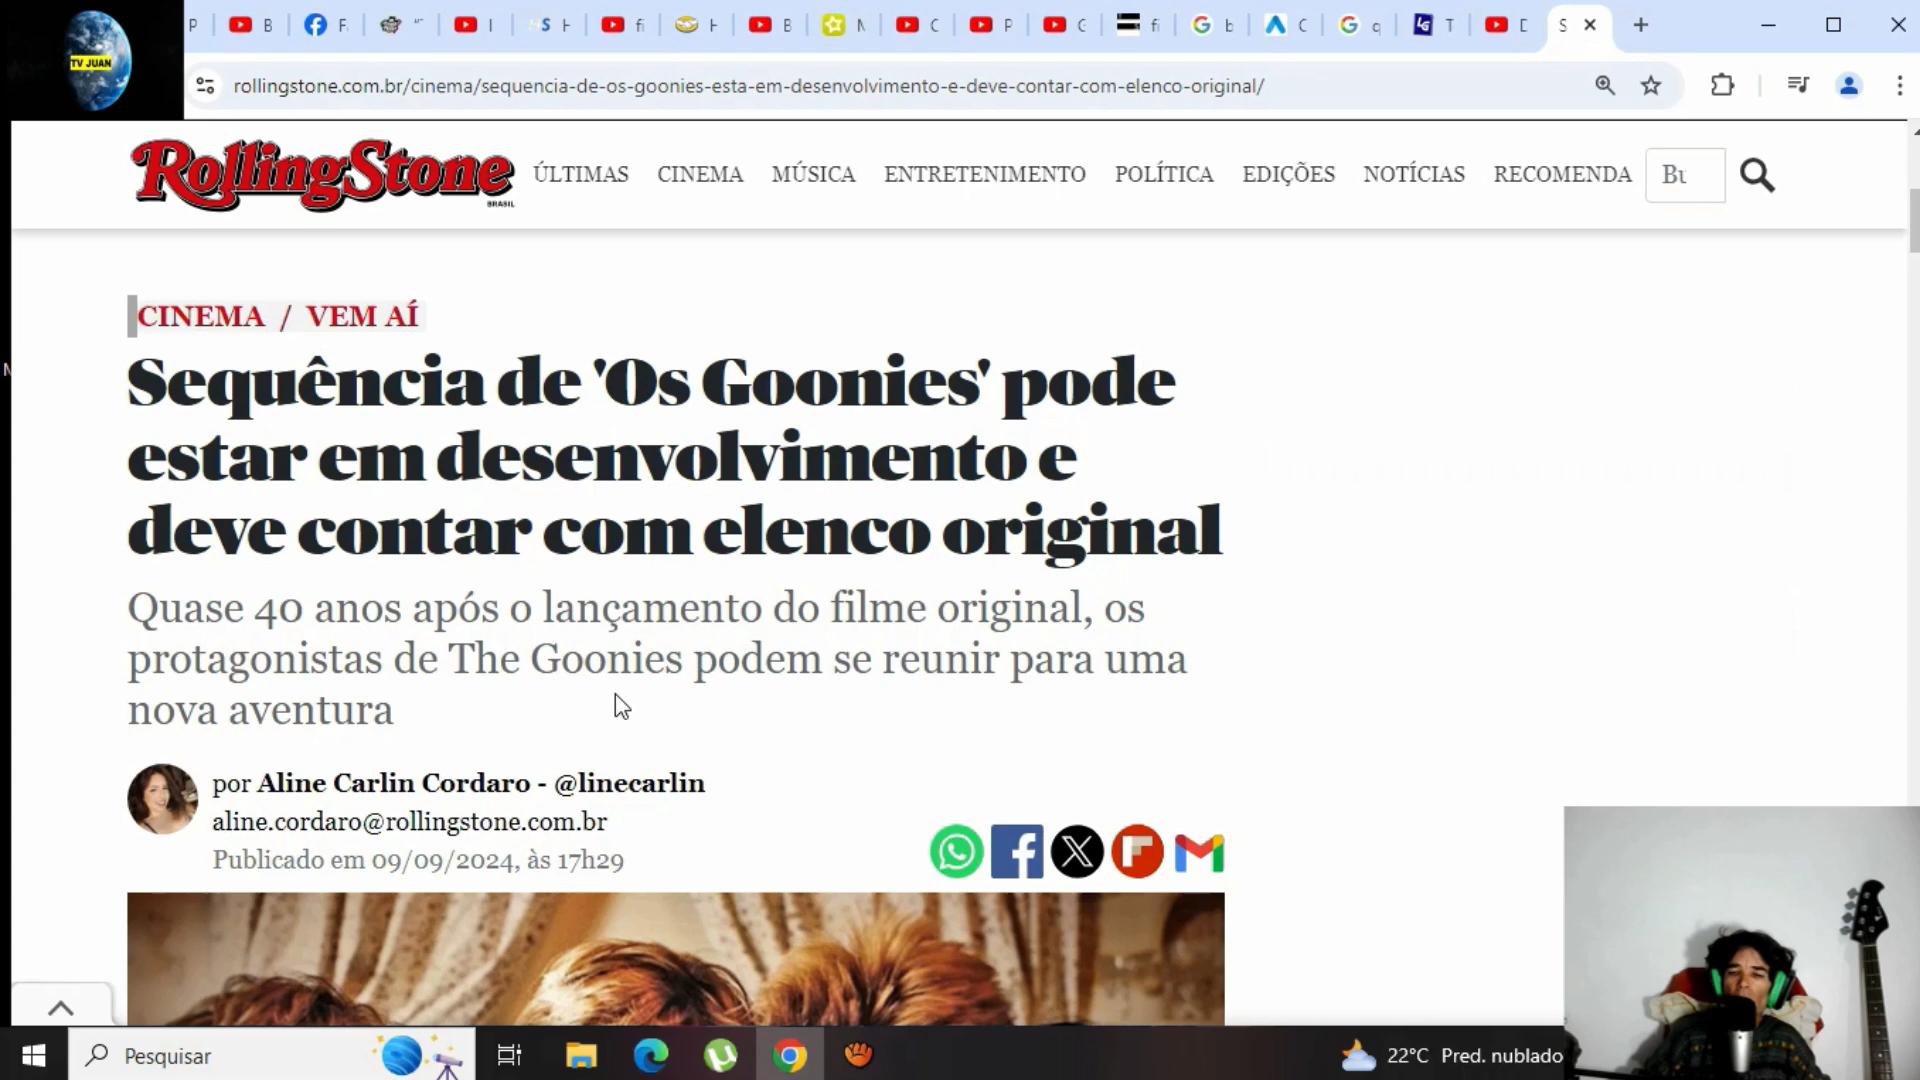 TV JUAN
P
B
F
I
S
H
fi
H
B
M
C
P
C
fi
b
C
q
T
D
S
rollingstone.com.br/cinema/sequencia-de-os-goonies-esta-em-desenvolvimento-e-deve-contar-com-elenco-original/
RollingStone
BRASIL
ÚLTIMAS CINEMA MÚSICA ENTRETENIMENTO POLÍTICA EDIÇÕES NOTÍCIAS RECOMENDA
CINEMA / VEM AÍ
Sequência de 'Os Goonies' pode
estar em desenvolvimento e
deve contar com elenco original
Quase 40 anos após o lançamento do filme original, os
protagonistas de The Goonies podem se reunir para uma
nova aventura
por Aline Carlin Cordaro - @linecarlin
aline.cordaro@rollingstone.com.br
Publicado em 09/09/2024, às 17h29
Pesquisar
22°C Pred. nublado